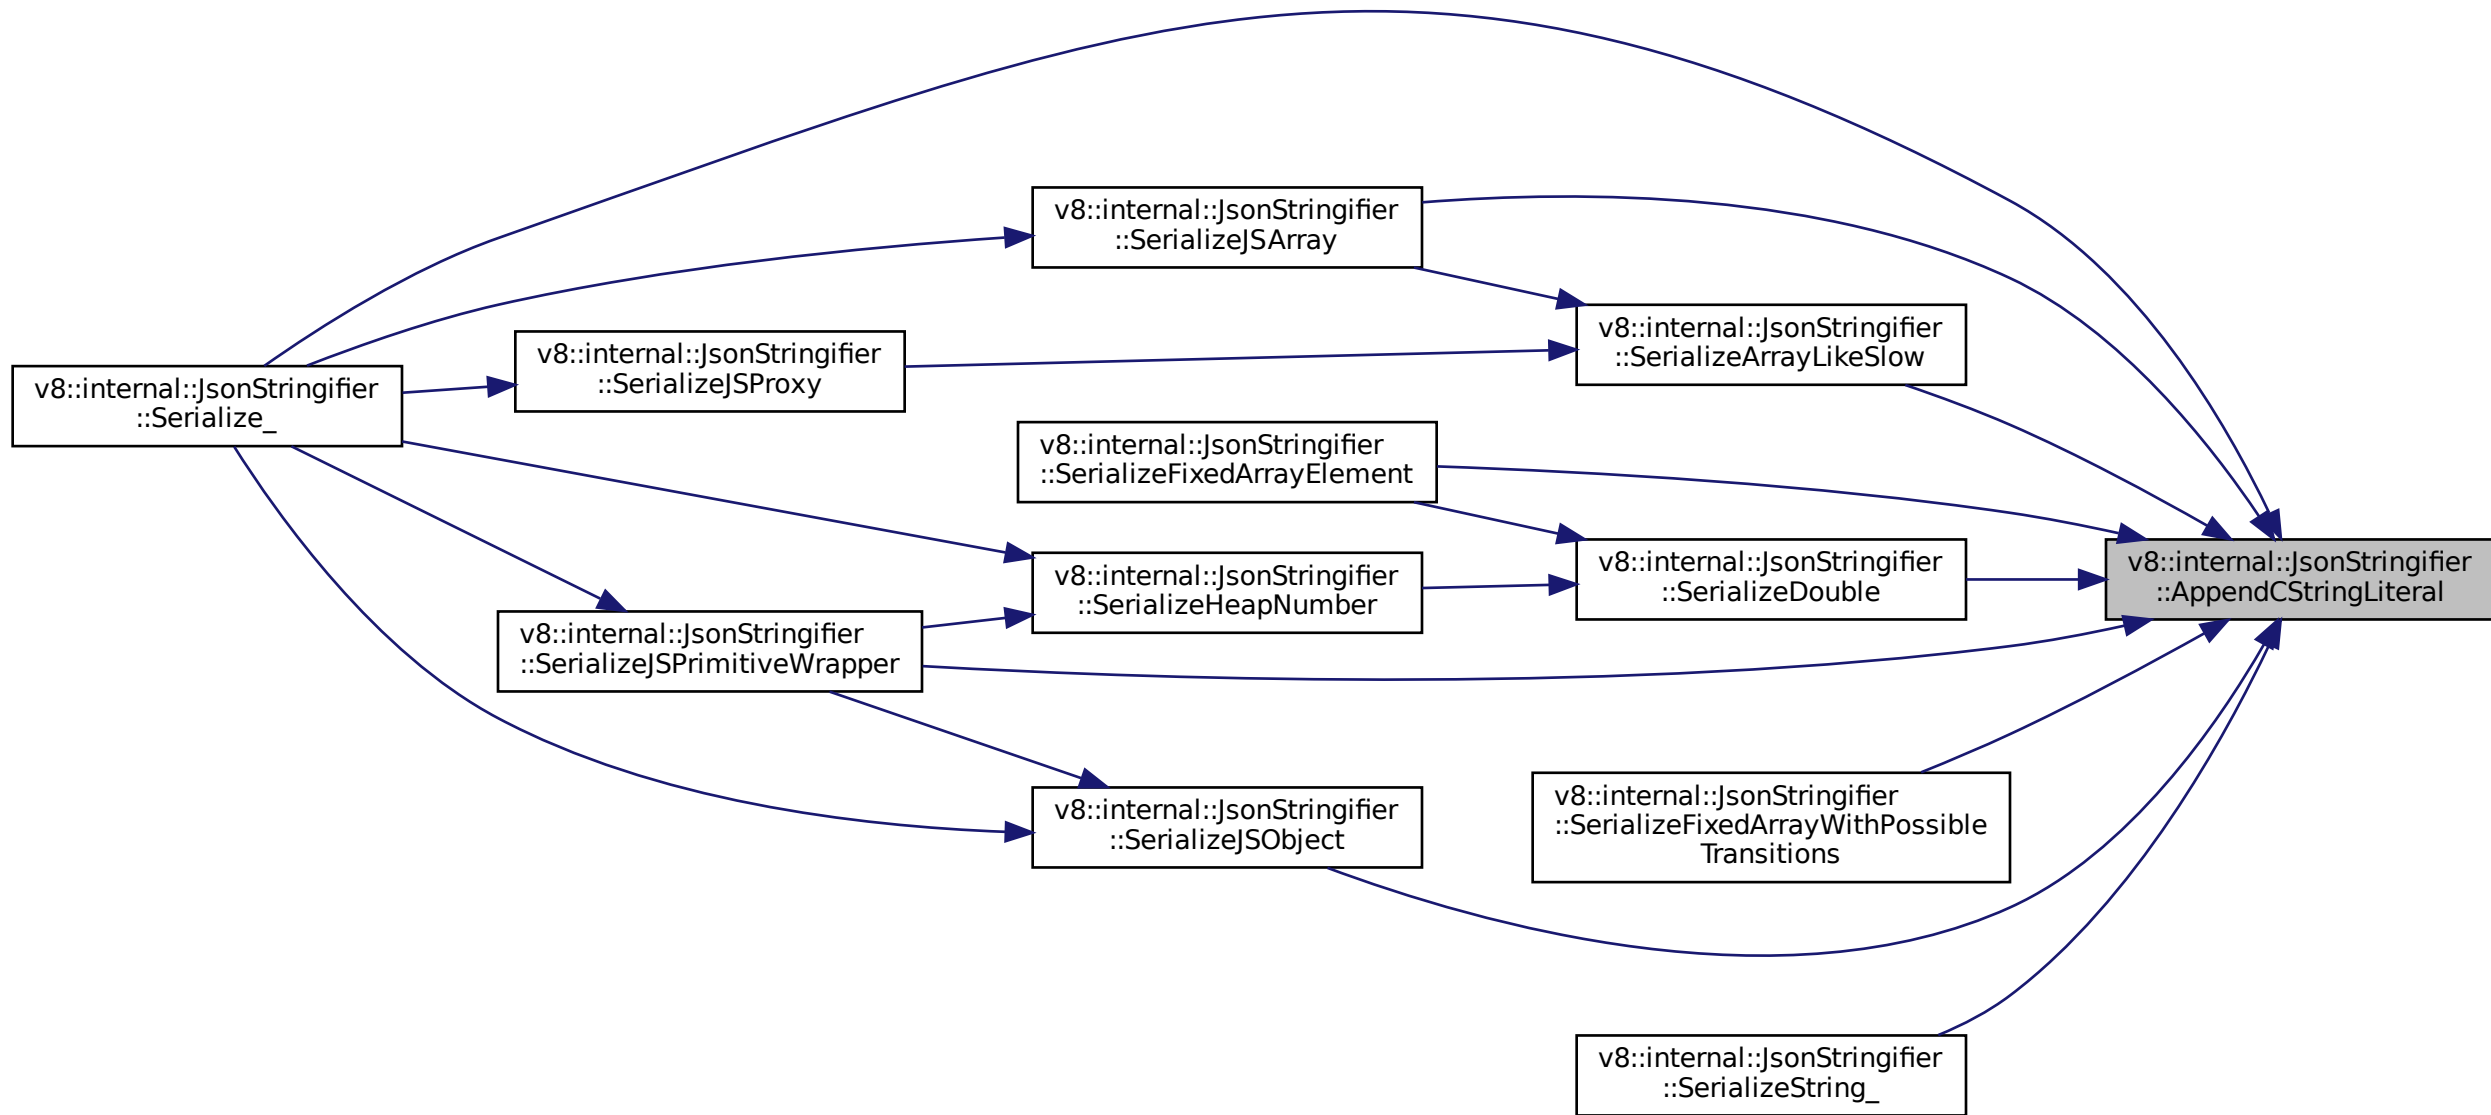 v8::internal::JsonStringifier
::SerializeJSArray
v8::internal::JsonStringifier
::SerializeArrayLikeSlow
v8::internal::JsonStringifier
::SerializeJSProxy
v8::internal::JsonStringifier
::Serialize_
v8::internal::JsonStringifier
::SerializeFixedArrayElement
v8::internal::JsonStringifier
::SerializeDouble
v8::internal::JsonStringifier
::AppendCStringLiteral
v8::internal::JsonStringifier
::SerializeHeapNumber
v8::internal::JsonStringifier
::SerializeJSPrimitiveWrapper
v8::internal::JsonStringifier
::SerializeFixedArrayWithPossible
Transitions
v8::internal::JsonStringifier
::SerializeJSObject
v8::internal::JsonStringifier
::SerializeString_